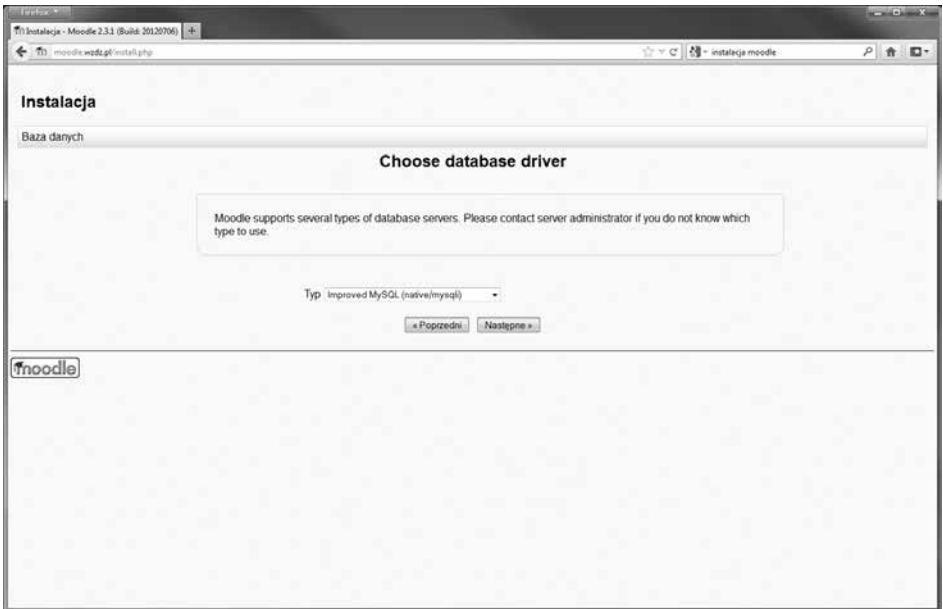 Firefox
Instalacja - Moodle 2.3.1 (Build: 20120706)
moodle.wzdz.pl/install.php
instalacja moodle
Instalacja
Baza danych
Choose database driver
Moodle supports several types of database servers. Please contact server administrator if you do not know which
type to use.
Typ Improved MySQL (native/mysqli)
« Poprzedni Następne »
moodle